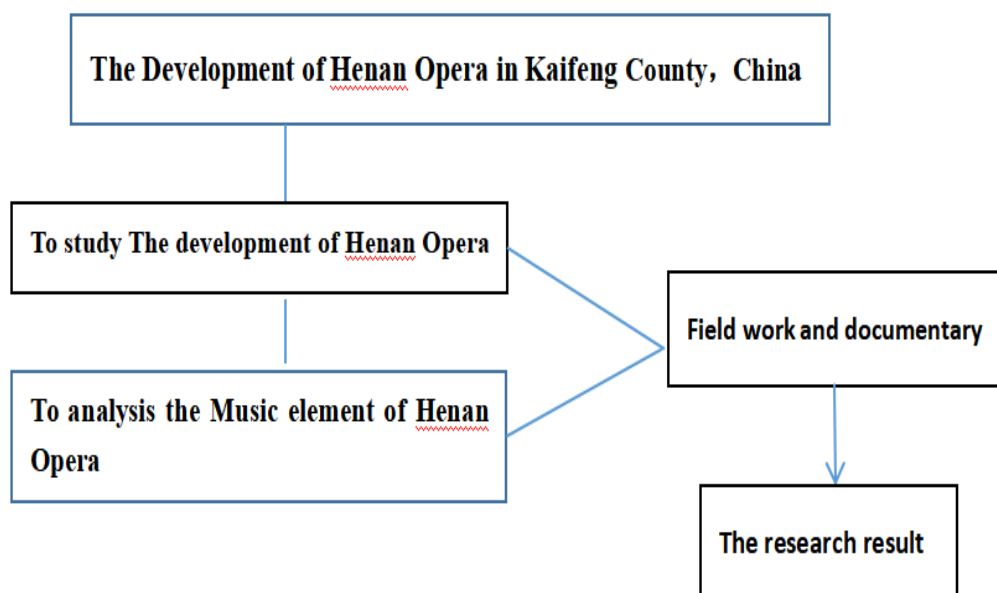 The Development of Henan Opera in Kaifeng County，China
To study The development of Henan Opera
To analysis the Music element of Henan
Opera
Field work and documentary
The research result